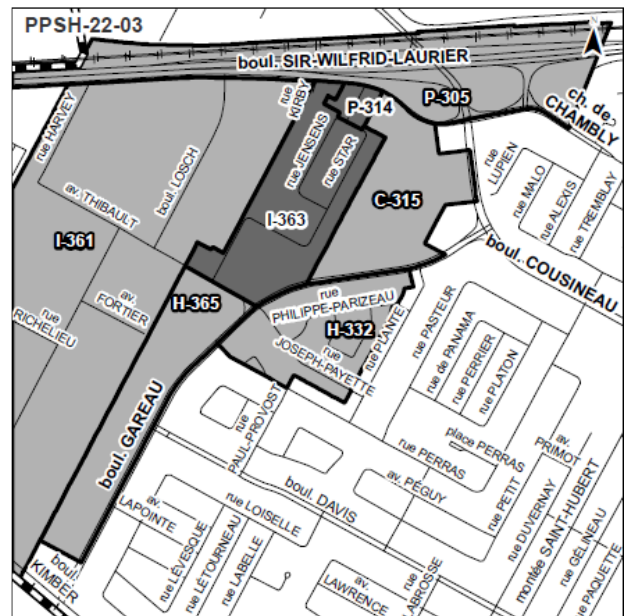 PPSH-22-03
N
boul. SIR-WILFRID-LAURIER
ch. de
CHAMBLY
P-305
P-314
rue
KIRBY
rue HARVEY
rue JENSENS
rue STAR
boul. LOSCH
rue
LUPIEN
rue MALO
rue ALEXIS
rue TREMBLAY
C-315
I-363
av. THIBAULT
I-361
boul. COUSINEAU
av.
FORTIER
H-365
rue
PHILIPPE-PARIZEAU
H-332
rue
RICHELIEU
rue
JOSEPH-PAYETTE
rue PLANTE
rue PASTEUR
rue de PANAMA
rue PERRIER
rue PLATON
boul. GAREAU
rue
PAUL-PROVOST
rue PERRAS
place PERRAS
av.
PRIMOT
boul. DAVIS
av. PÉGUY
rue PETIT
rue DUVERNAY
montée SAINT-HUBERT
rue GÉLINEAU
rue PAQUETTE
av.
LAPOINTE
rue LOISELLE
rue LÉVESQUE
rue LÉTOURNEAU
rue LABELLE
av.
LAWRENCE
rue
LABROSSE
boul.
KIMBER